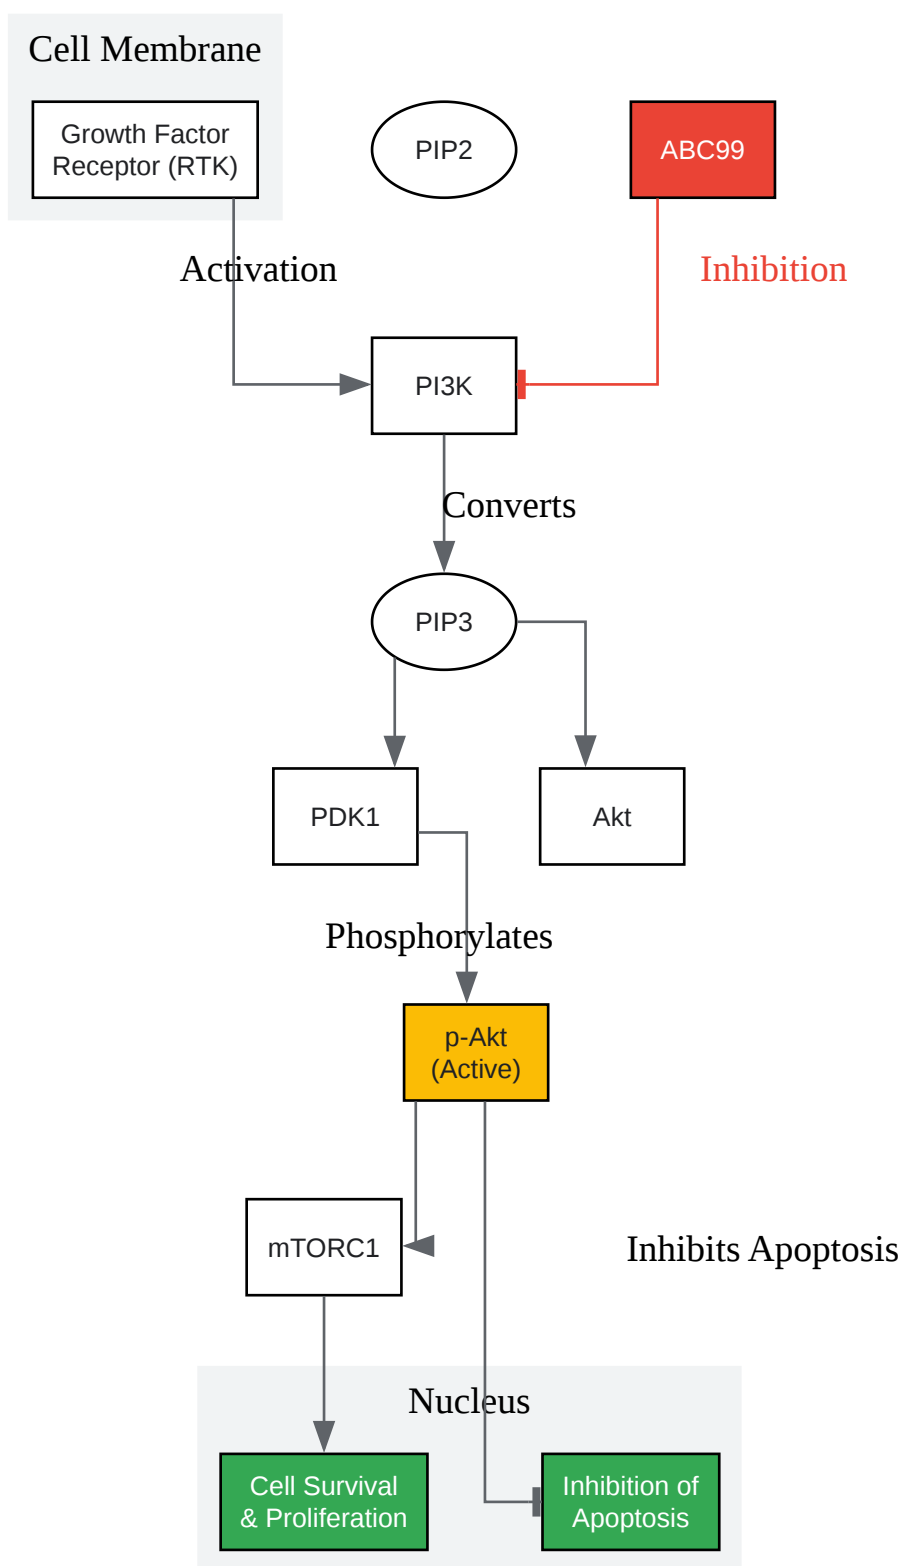 Cell Membrane
Growth Factor
Receptor (RTK)
PIP2
ABC99
Activation
Inhibition
PI3K
Converts
PIP3
PDK1
Akt
Phosphorylates
p-Akt
(Active)
mTORC1
Inhibits Apoptosis
Nucleus
Cell Survival
& Proliferation
Inhibition of
Apoptosis